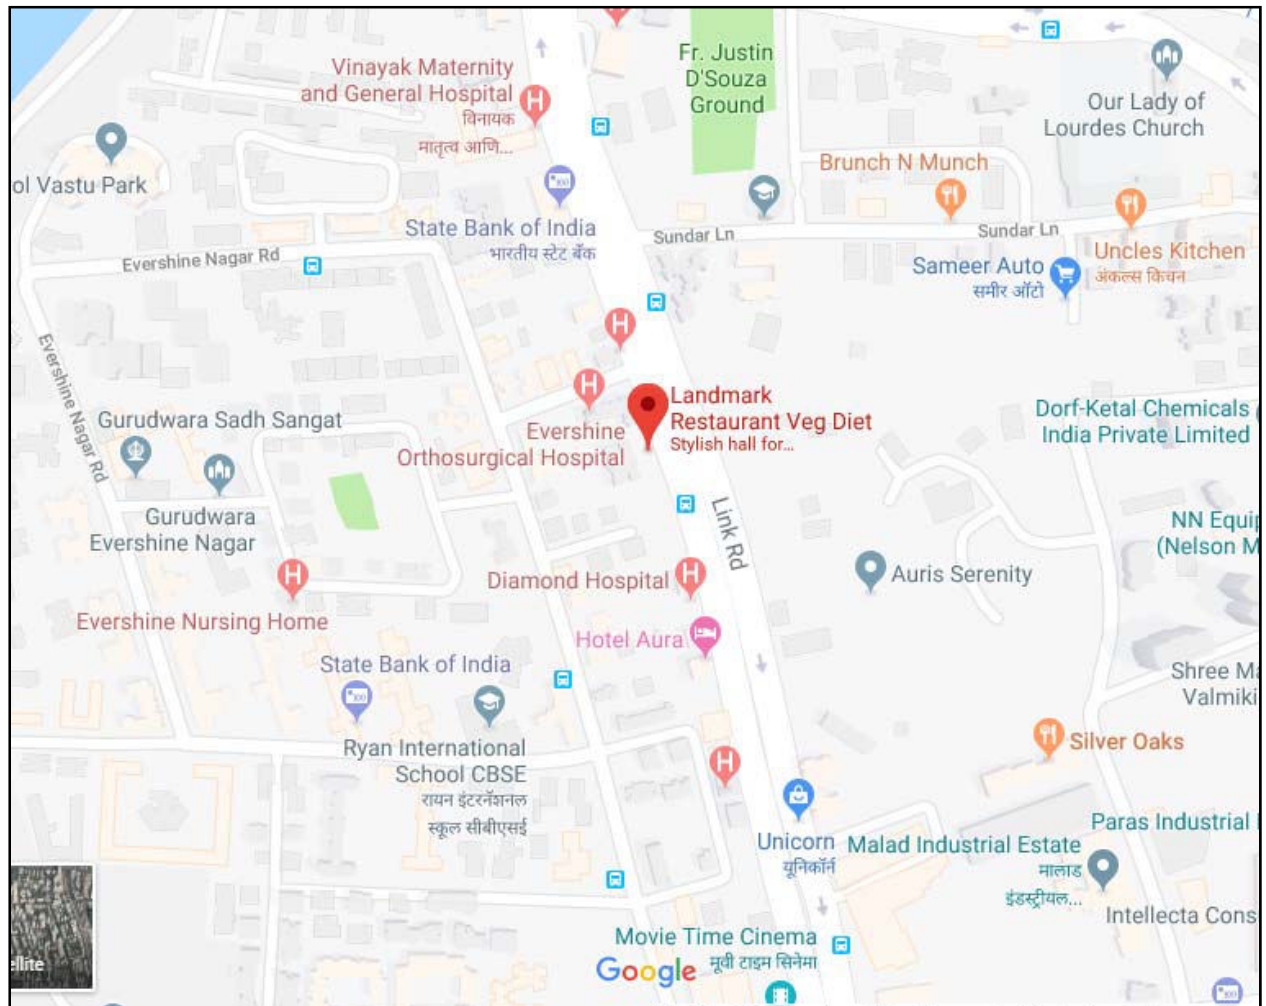 Vinayak Maternity
and General Hospital
विनायक
मातृत्व आणि...
Fr. Justin
D'Souza
Ground
Our Lady of
Lourdes Church
ol Vastu Park
Brunch N Munch
State Bank of India
भारतीय स्टेट बँक
Sundar Ln
Sundar Ln
Evershine Nagar Rd
Uncles Kitchen
अंकल्स किचन
Sameer Auto
समीर ऑटो
Evershine Nagar Rd
Landmark
Restaurant Veg Diet
Stylish hall for...
Dorf-Ketal Chemicals
India Private Limited
Gurudwara Sadh Sangat
Evershine
Orthosurgical Hospital
Gurudwara
Evershine Nagar
Link Rd
NN Equip
(Nelson M
Diamond Hospital
Auris Serenity
Evershine Nursing Home
Hotel Aura
State Bank of India
Shree Ma
Valmiki
Ryan International
School CBSE
रायन इंटरनॅशनल
स्कूल सीबीएसई
Silver Oaks
Unicorn
यूनिकॉर्न
Malad Industrial Estate
मालाड
इंडस्ट्रीयल...
Paras Industrial
Intellecta Cons
Movie Time Cinema
मूवी टाइम सिनेमा
Google
ellite